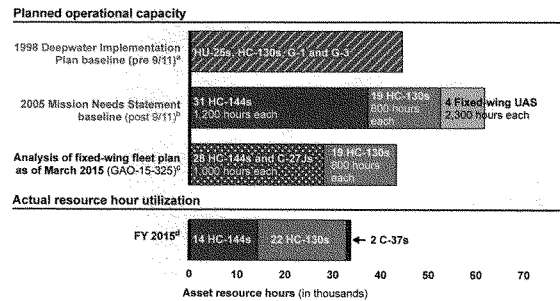 Planned operational capacity
1998 Deepwater Implementation
Plan baseline (pre 9/11)a
HU-25s, HC-130s, G-1 and G-3
2005 Mission Needs Statement
baseline (post 9/11)b
31 HC-144s
1,200 hours each
19 HC-130s
800 hours
each
4 Fixed-wing UAS
2,300 hours each
Analysis of fixed-wing fleet plan
as of March 2015 (GAO-15-325)c
28 HC-144s and C-27Js
1,000 hours each
19 HC-130s
800 hours
each
Actual resource hour utilization
FY 2015d
14 HC-144s
22 HC-130s
2 C-37s
0 10 20 30 40 50 60 70
Asset resource hours (in thousands)